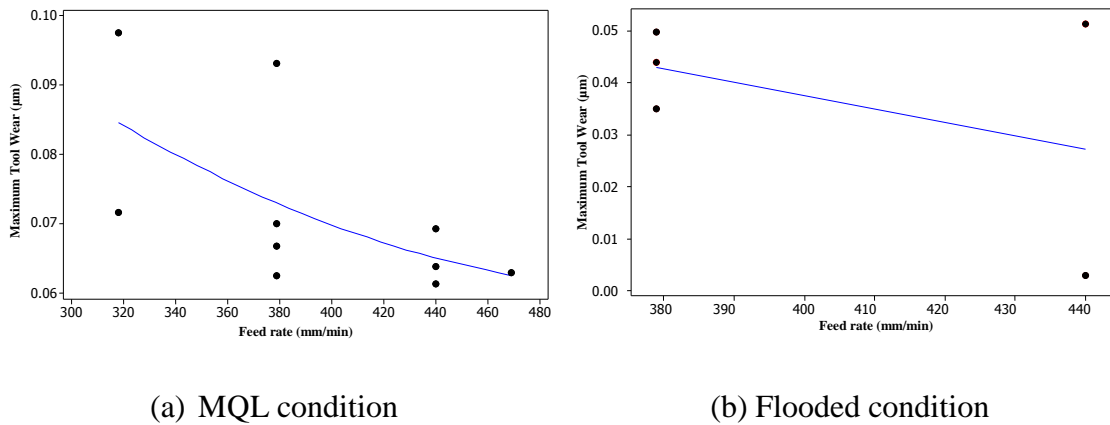 0.10
0.09
0.08
0.07
0.06
Maximum Tool Wear (µm)
300 320 340 360 380 400 420 440 460 480
Feed rate (mm/min)
0.05
0.04
0.03
0.02
0.01
0.00
Maximum Tool Wear (µm)
380 390 400 410 420 430 440
Feed rate (mm/min)
(a) MQL condition
(b) Flooded condition